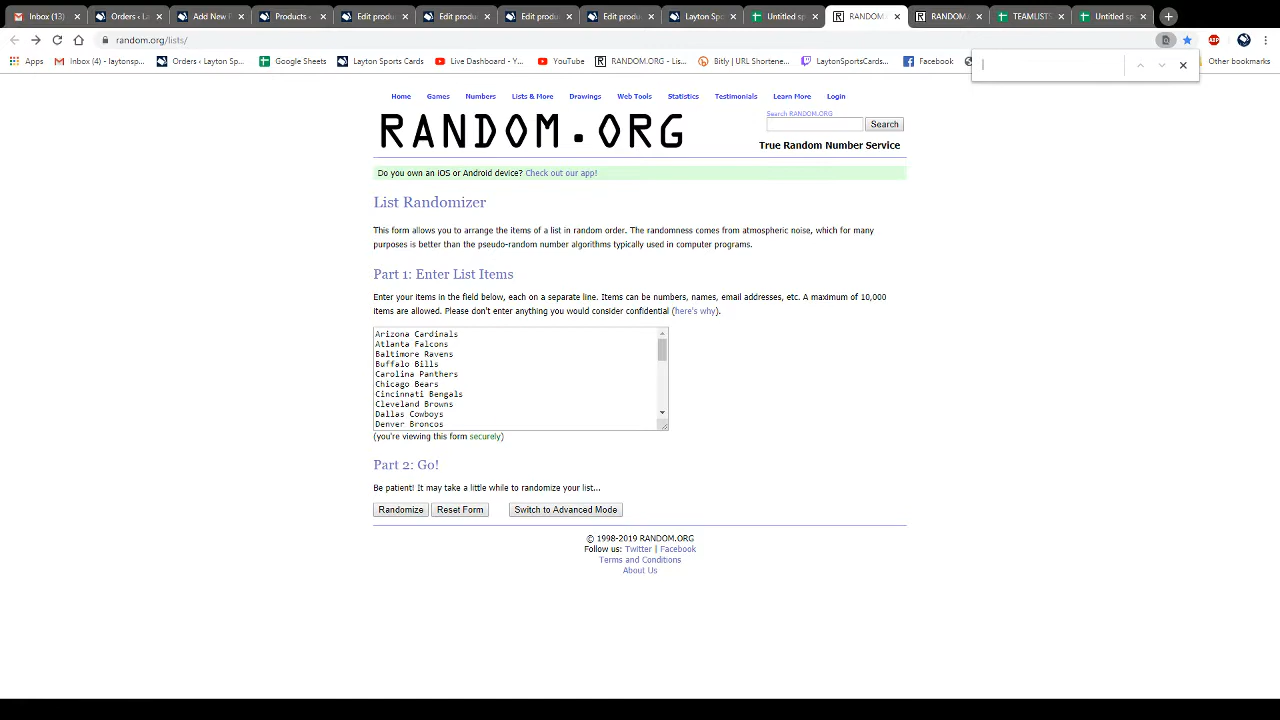 Inbox (13)
Orders ‹ La
Add New P
Products ‹
Edit produc
Edit produ
Edit produ
Edit produ
Layton Spo
Untitled sp
RANDOM
RANDOM.
TEAMLIST
Untitled sp
random.org/lists/
Apps
Inbox (4) - laytonsp...
Orders ‹ Layton Sp...
Google Sheets
Layton Sports Cards
Live Dashboard - Y...
YouTube
RANDOM.ORG - Lis...
Bitly | URL Shortene...
LaytonSportsCards...
Facebook
Other bookmarks
Home
Games
Numbers
Lists & More
Drawings
Web Tools
Statistics
Testimonials
Learn More
Login
RANDOM.ORG
Search RANDOM.ORG
Search
True Random Number Service
Do you own an iOS or Android device? Check out our app!
List Randomizer
This form allows you to arrange the items of a list in random order. The randomness comes from atmospheric noise, which for many
purposes is better than the pseudo-random number algorithms typically used in computer programs.
Part 1: Enter List Items
Enter your items in the field below, each on a separate line. Items can be numbers, names, email addresses, etc. A maximum of 10,000
items are allowed. Please don't enter anything you would consider confidential (here's why).
Arizona Cardinals
Atlanta Falcons
Baltimore Ravens
Buffalo Bills
Carolina Panthers
Chicago Bears
Cincinnati Bengals
Cleveland Browns
Dallas Cowboys
Denver Broncos
(you're viewing this form securely)
Part 2: Go!
Be patient! It may take a little while to randomize your list...
Randomize
Reset Form
Switch to Advanced Mode
© 1998-2019 RANDOM.ORG
Follow us: Twitter | Facebook
Terms and Conditions
About Us